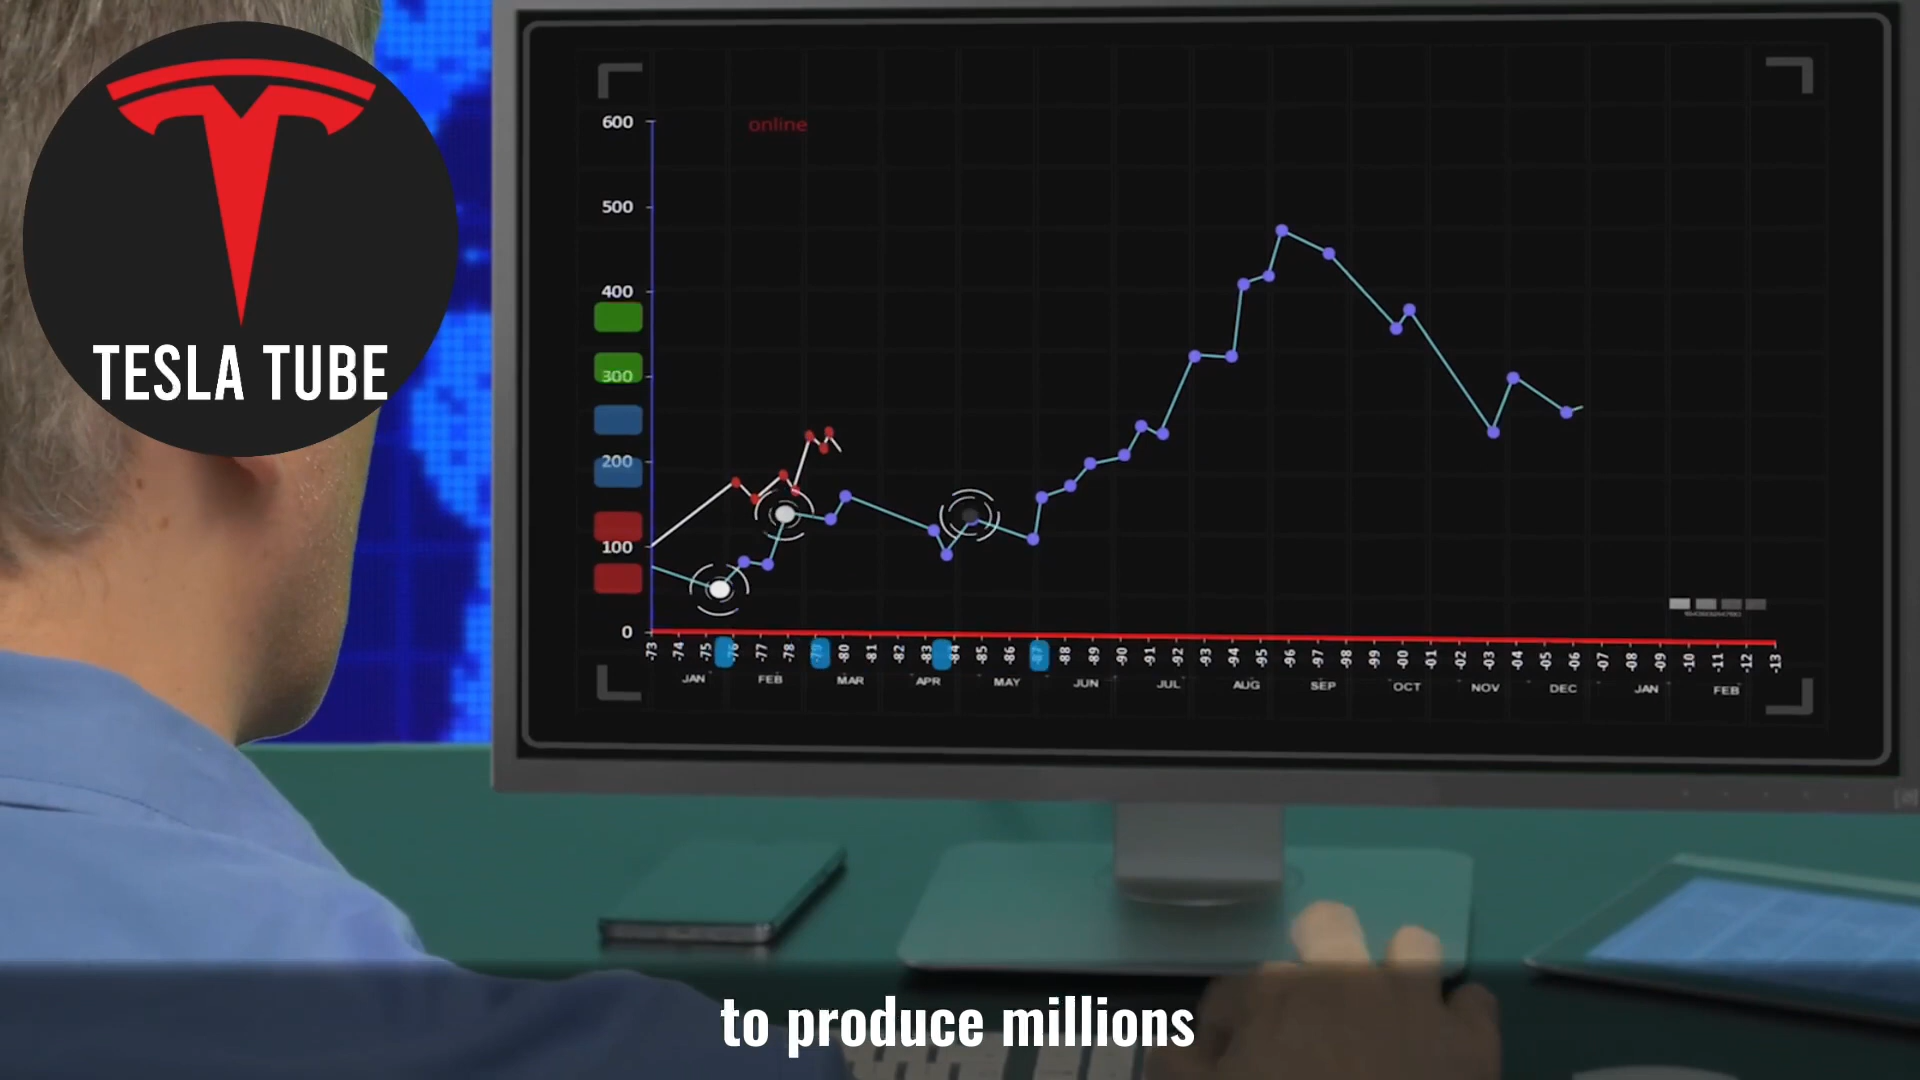 TESLA TUBE
online
600
500
400
300
200
100
0
-73 -74 -75 -76 -77 -78 -79 -80 -81 -82 -83 -84 -85 -86 -87 -88 -89 -90 -91 -92 -93 -94 -95 -96 -97 -98 -99 -00 -01 -02 -03 -04 -05 -06 -07 -08 -09 -10 -11 -12 -13
JAN FEB MAR APR MAY JUN JUL AUG SEP OCT NOV DEC JAN FEB
to produce millions